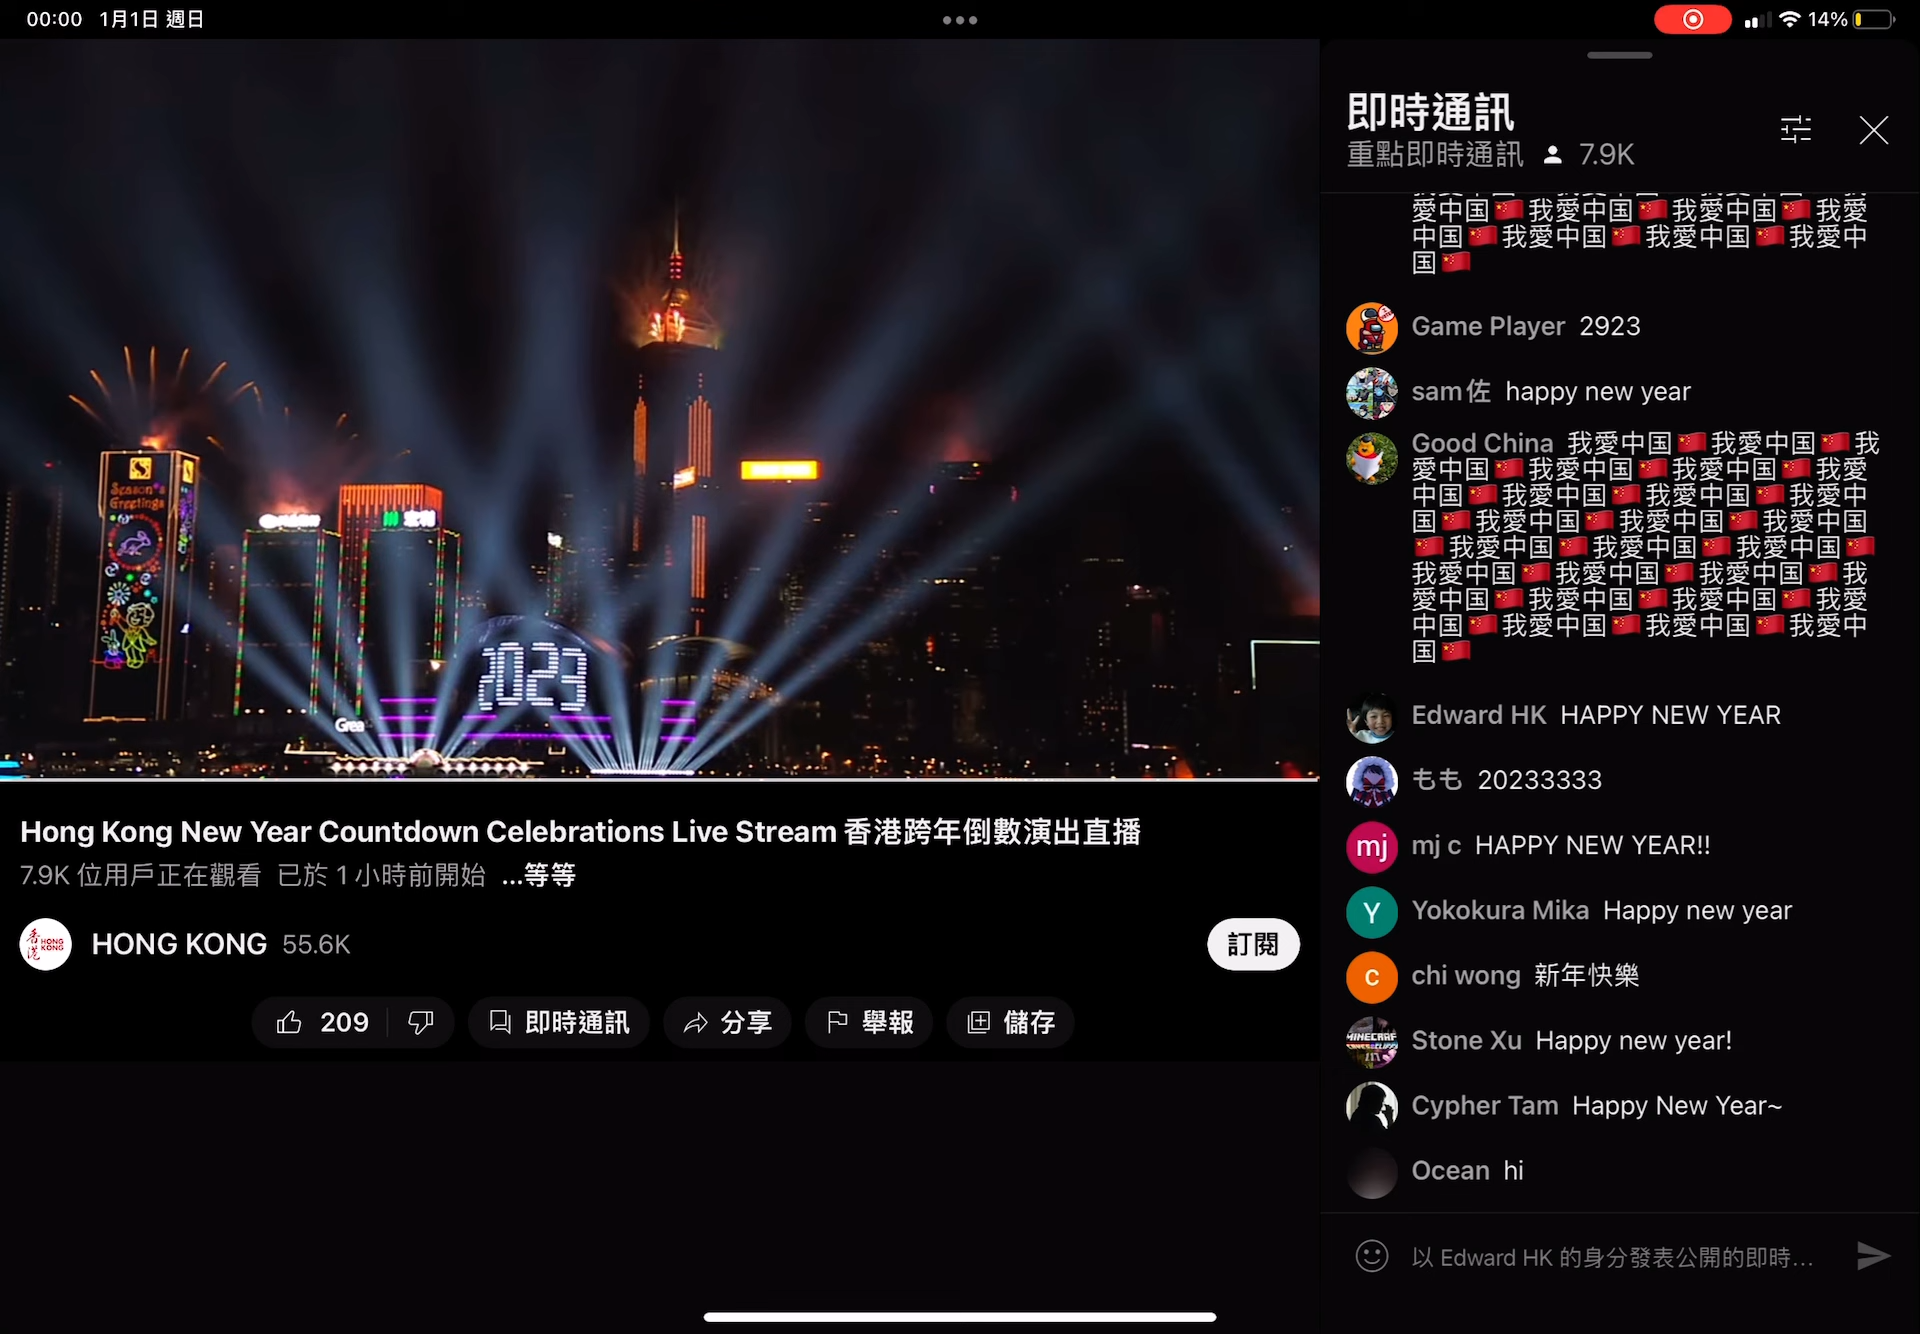 00:00 1月1日 週日
14%
Season's
Greetings
2023
Grea
Hong Kong New Year Countdown Celebrations Live Stream 香港跨年倒數演出直播
7.9K 位用戶正在觀看 已於 1 小時前開始 ...等等
香港 HONG KONG
HONG KONG 55.6K
訂閱
209
即時通訊
分享
舉報
儲存
即時通訊
重點即時通訊 7.9K
愛中国🇨🇳我愛中国🇨🇳我愛中国🇨🇳我愛
中国🇨🇳我愛中国🇨🇳我愛中国🇨🇳我愛中
国🇨🇳
Game Player 2923
sam佐 happy new year
Good China 我愛中国🇨🇳我愛中国🇨🇳我
愛中国🇨🇳我愛中国🇨🇳我愛中国🇨🇳我愛
中国🇨🇳我愛中国🇨🇳我愛中国🇨🇳我愛中
国🇨🇳我愛中国🇨🇳我愛中国🇨🇳我愛中国
🇨🇳我愛中国🇨🇳我愛中国🇨🇳我愛中国🇨🇳
我愛中国🇨🇳我愛中国🇨🇳我愛中国🇨🇳我
愛中国🇨🇳我愛中国🇨🇳我愛中国🇨🇳我愛
中国🇨🇳我愛中国🇨🇳我愛中国🇨🇳我愛中
国🇨🇳
Edward HK HAPPY NEW YEAR
もも 20233333
mj
mj c HAPPY NEW YEAR!!
Y
Yokokura Mika Happy new year
c
chi wong 新年快樂
MINECRAF
Stone Xu Happy new year!
Cypher Tam Happy New Year~
Ocean hi
以 Edward HK 的身分發表公開的即時…